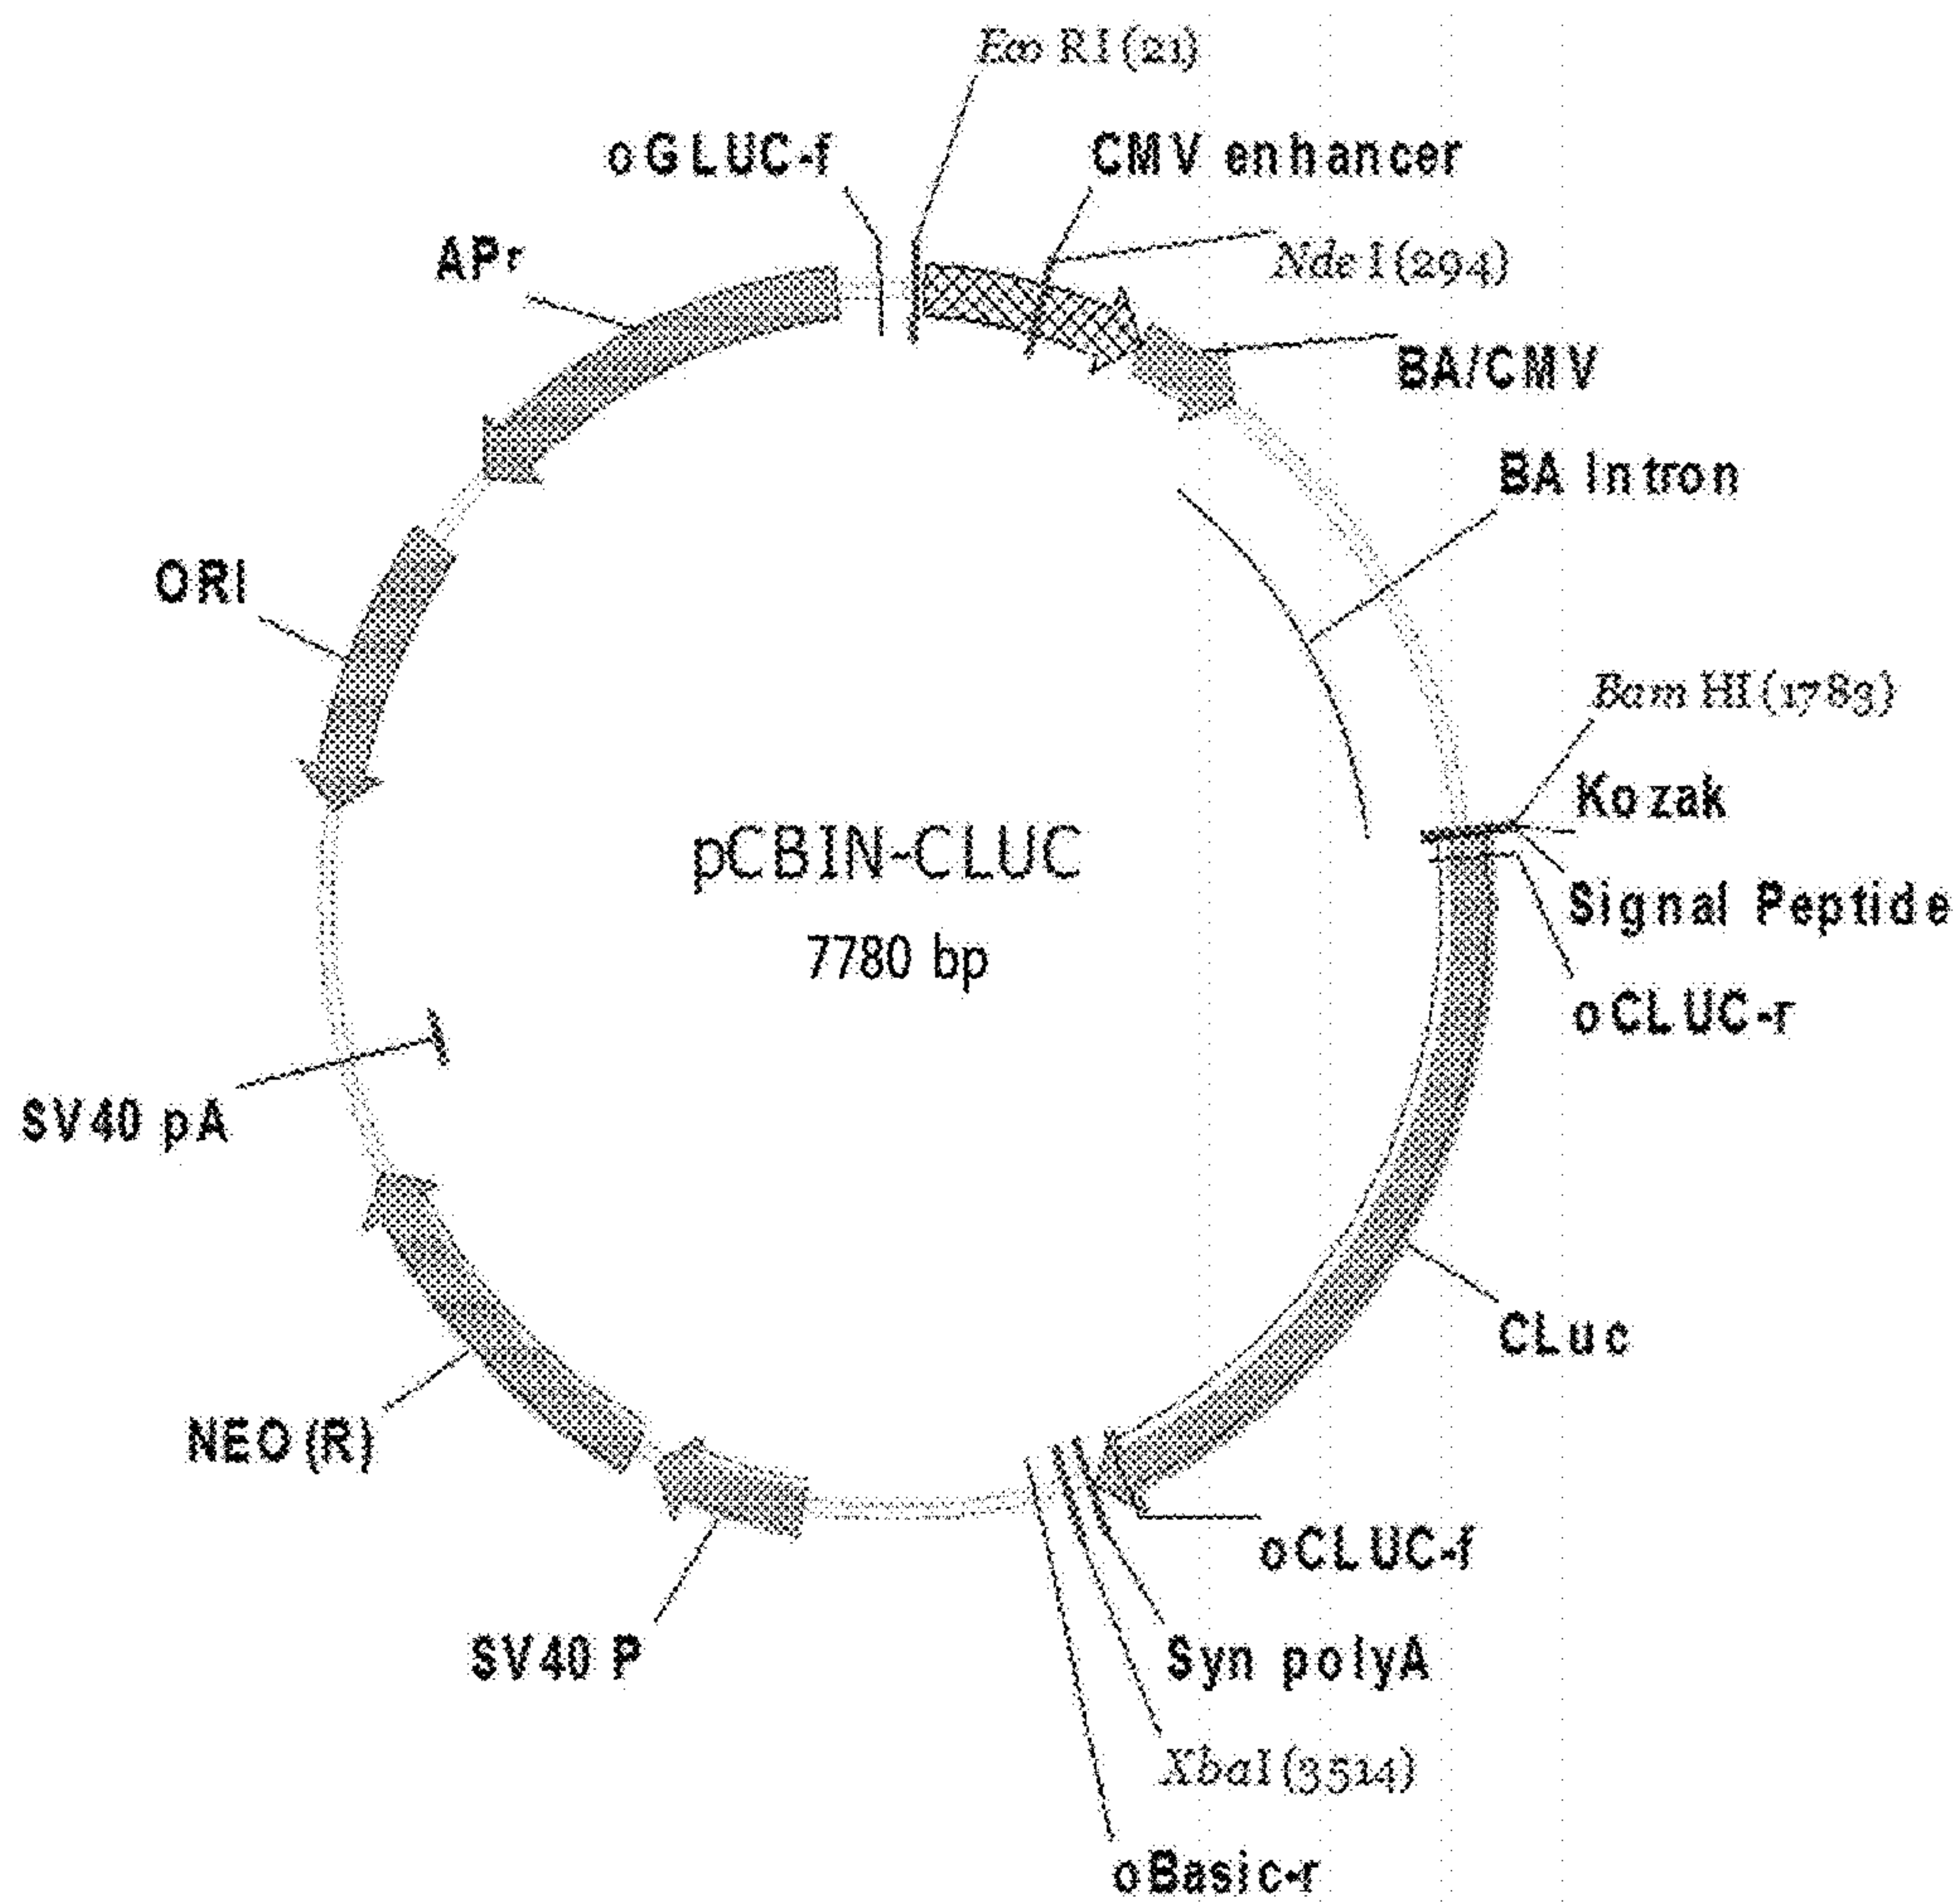 Eco RI (21)
oGLUC-f
CMV enhancer
APr
Nde I (294)
BA/CMV
BA Intron
ORI
Bam HI (1783)
Kozak
pCBIN-CLUC
Signal Peptide
7780 bp
oCLUC-r
SV40 pA
CLuc
NEO (R)
oCLUC-f
SV40 P
Syn polyA
XbaI (3514)
oBasic-r